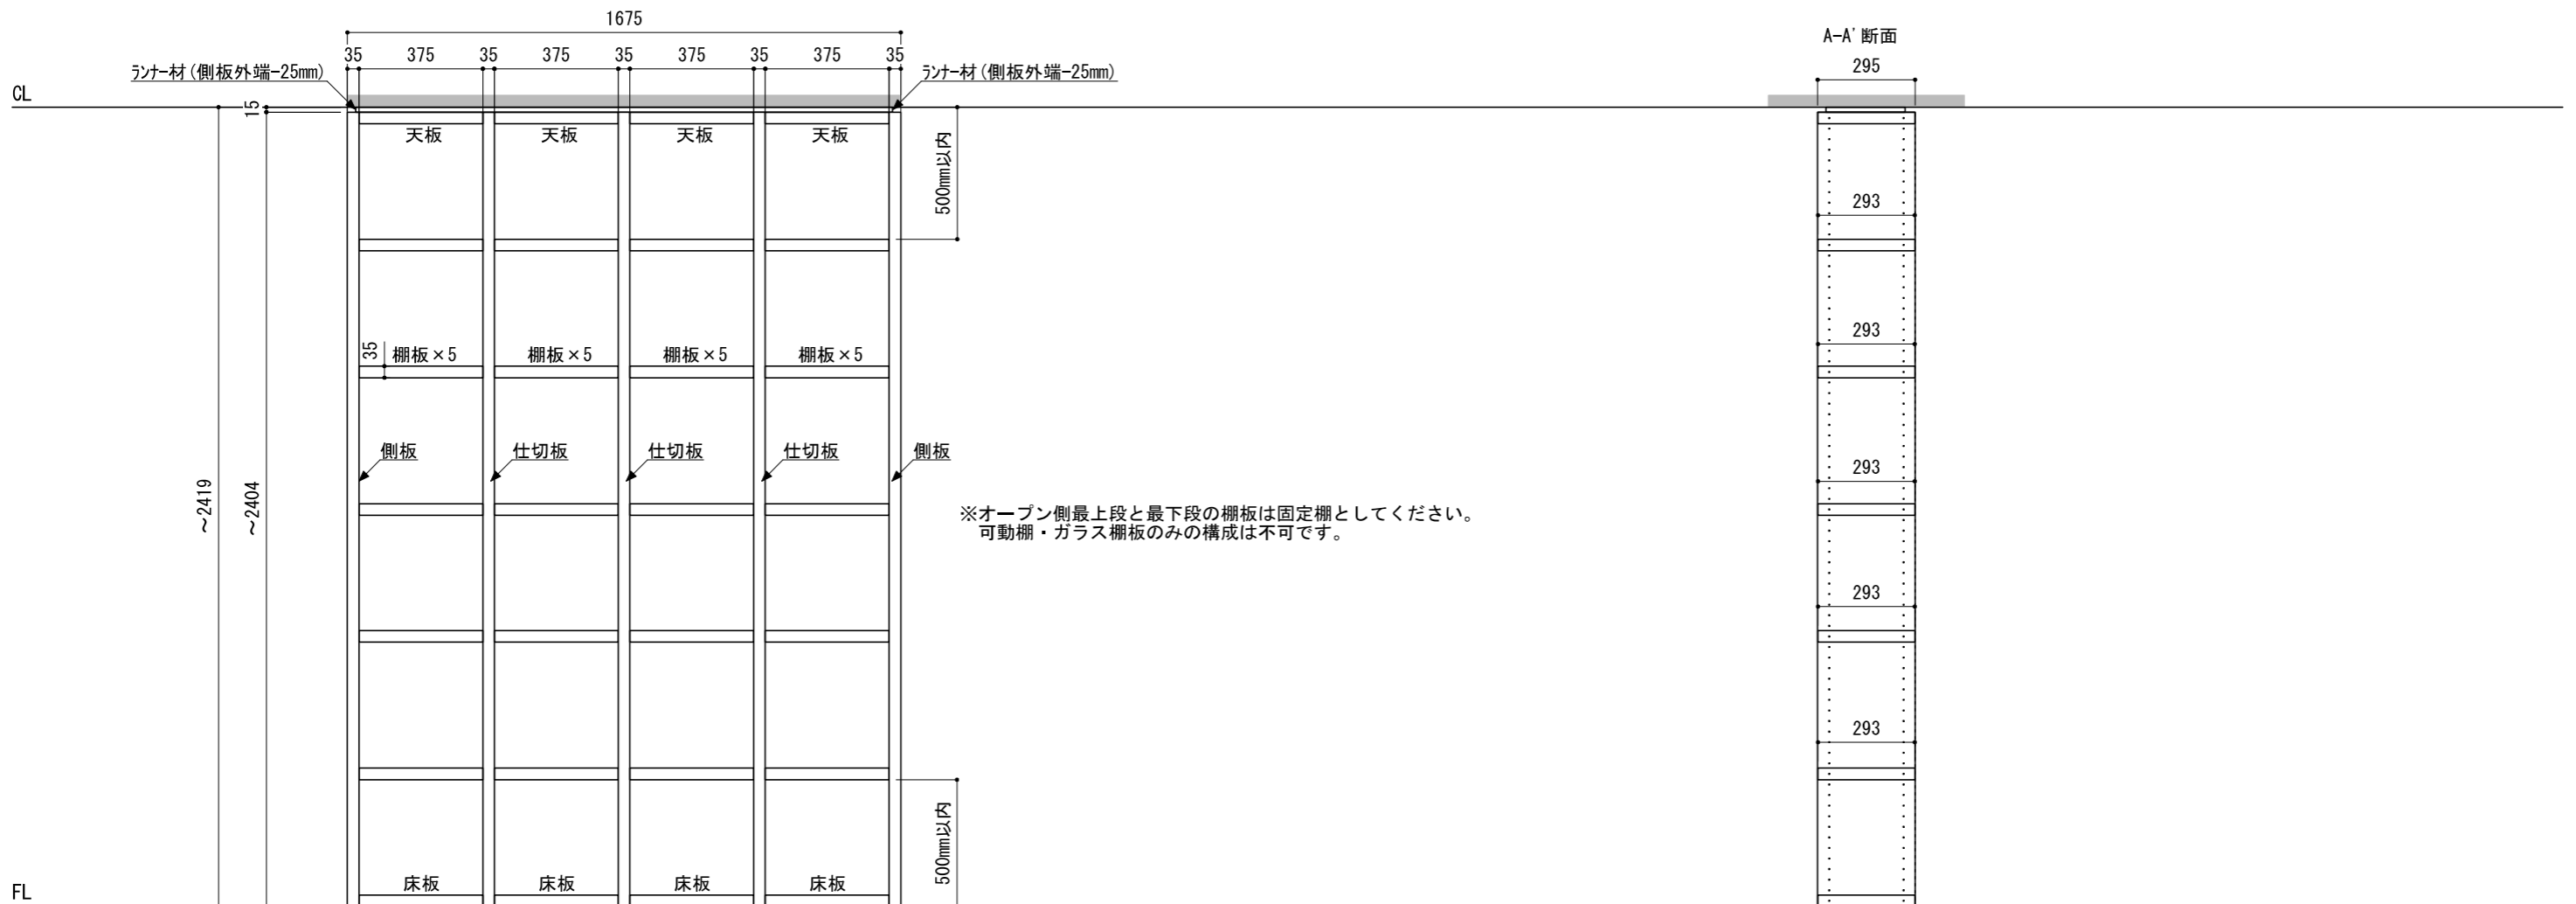 1675
35 375 35 375 35 375 35 375 35
ﾗﾝﾅｰ材(側板外端-25mm)
ﾗﾝﾅｰ材(側板外端-25mm)
CL
15
天板 天板 天板 天板
500mm以内
35
棚板×5 棚板×5 棚板×5 棚板×5
側板 仕切板 仕切板 仕切板 側板
～2419
～2404
※オープン側最上段と最下段の棚板は固定棚としてください。
可動棚・ガラス棚板のみの構成は不可です。
500mm以内
床板 床板 床板 床板
FL
A-A'断面
295
293
293
293
293
293